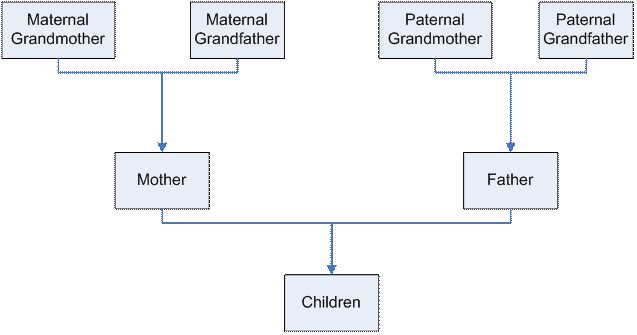 Maternal
Grandmother
Maternal
Grandfather
Paternal
Grandmother
Paternal
Grandfather
Mother
Father
Children